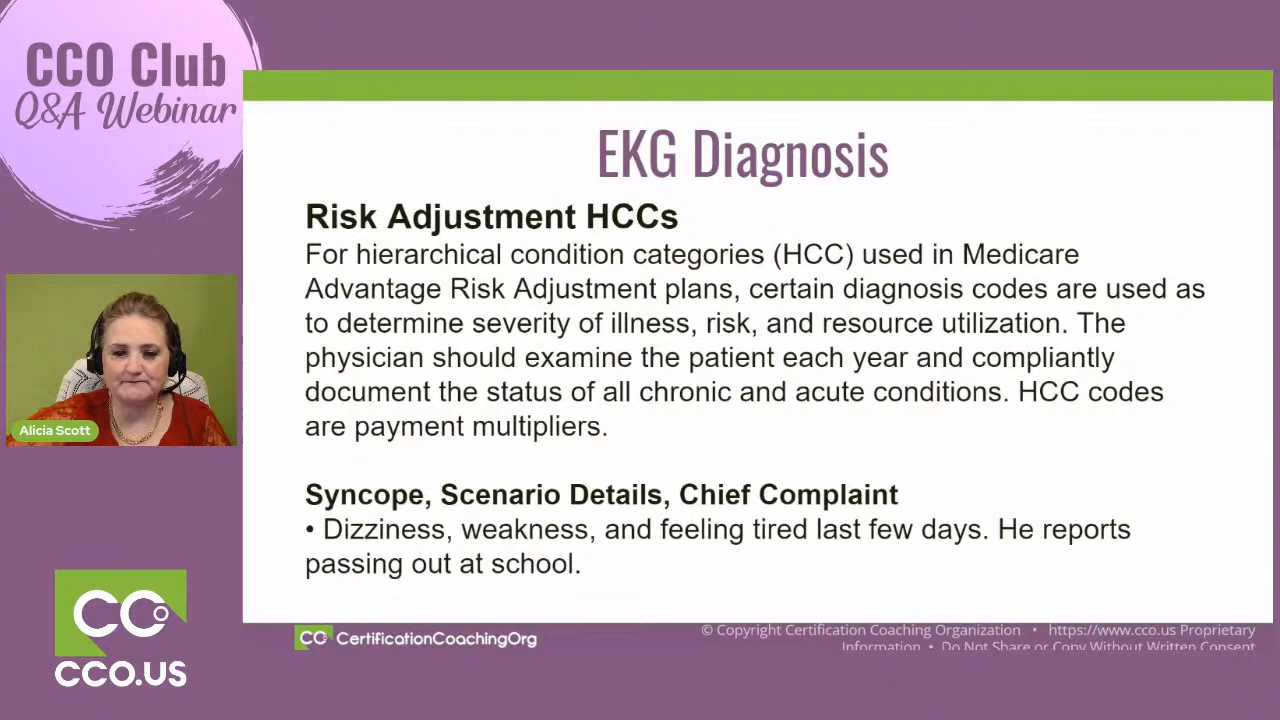 CCO Club
Q&A Webinar
EKG Diagnosis
Risk Adjustment HCCs
For hierarchical condition categories (HCC) used in Medicare
Advantage Risk Adjustment plans, certain diagnosis codes are used as
to determine severity of illness, risk, and resource utilization. The
physician should examine the patient each year and compliantly
document the status of all chronic and acute conditions. HCC codes
are payment multipliers.
Syncope, Scenario Details, Chief Complaint
• Dizziness, weakness, and feeling tired last few days. He reports
passing out at school.
Alicia Scott
CCO
CCO.US
CCO CertificationCoachingOrg
© Copyright Certification Coaching Organization • https://www.cco.us Proprietary
Information • Do Not Share or Copy Without Written Consent